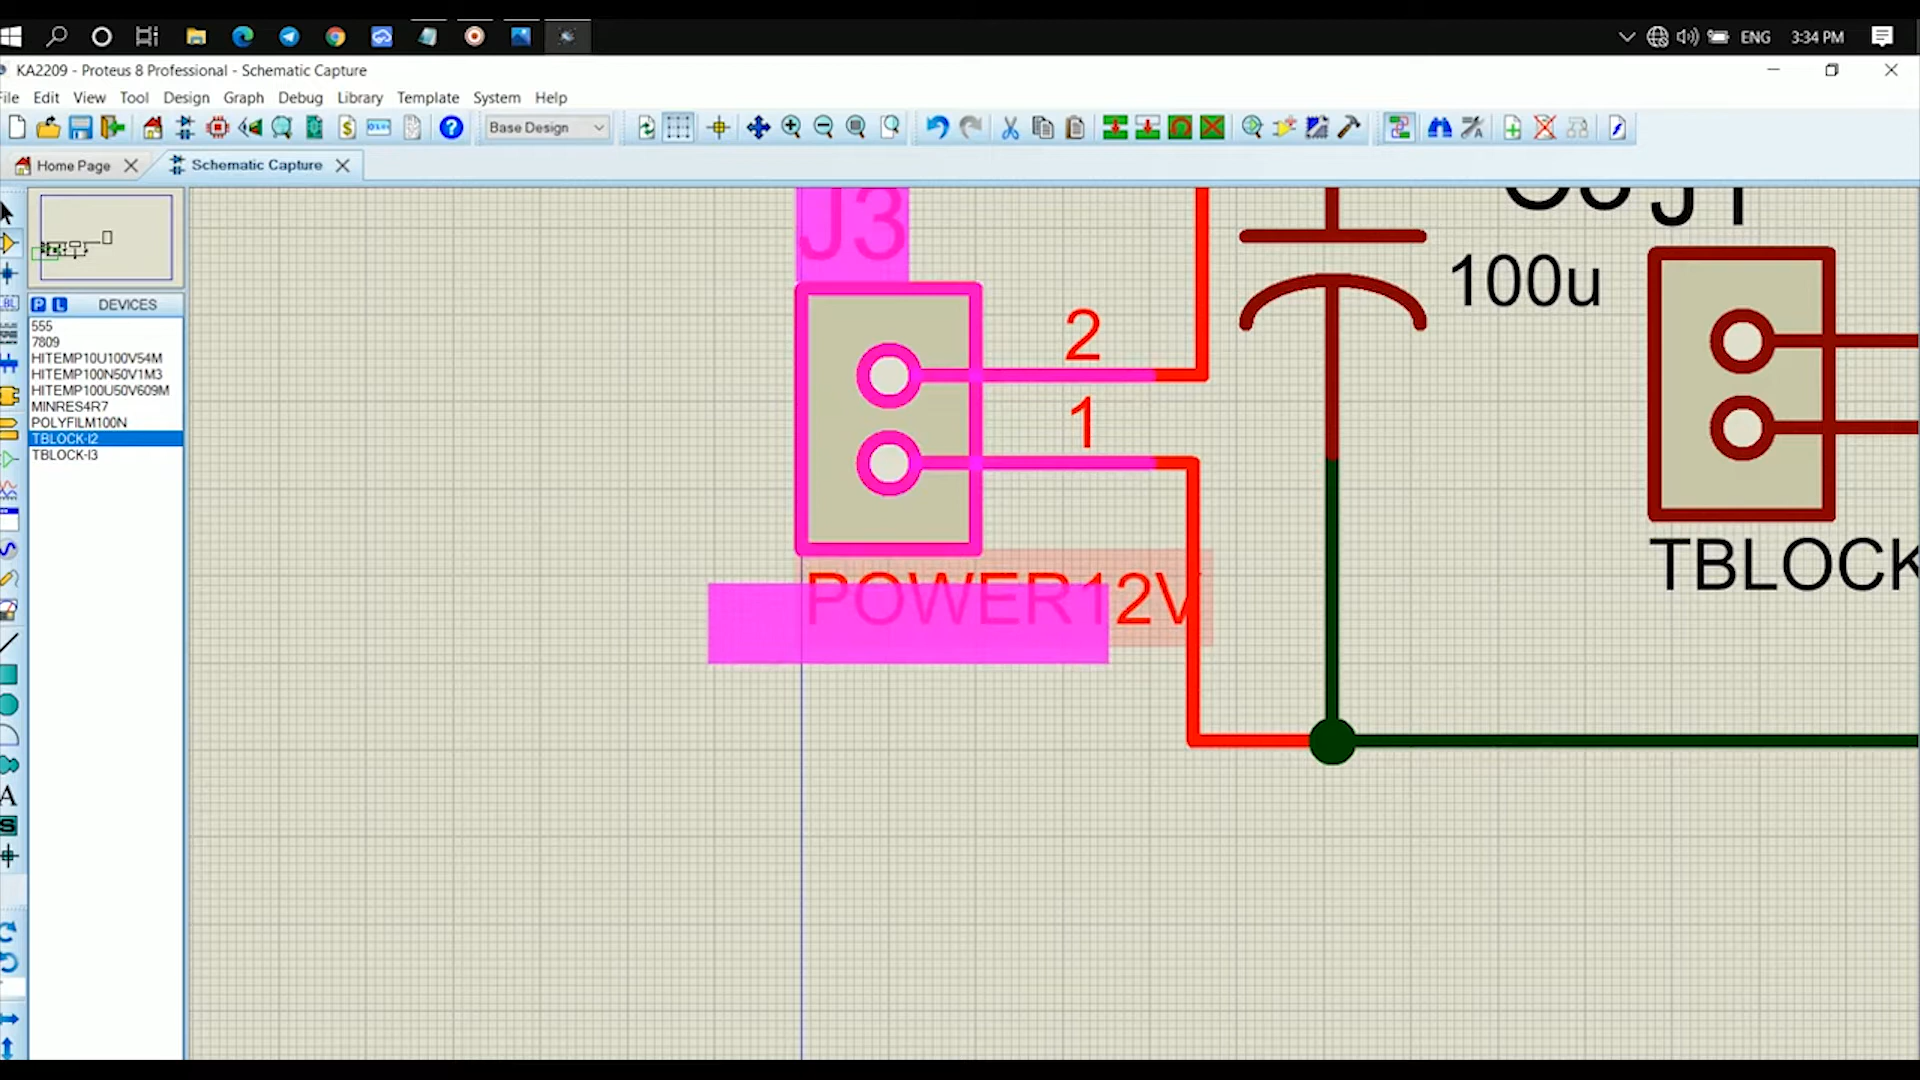 ENG
3:34 PM
KA2209 - Proteus 8 Professional - Schematic Capture
File Edit View Tool Design Graph Debug Library Template System Help
Base Design
Home Page
Schematic Capture
P L DEVICES
555
7809
HITEMP10U100V54M
HITEMP100N50V1M3
HITEMP100U50V609M
MINRES4R7
POLYFILM100N
TBLOCK-I2
TBLOCK-I3
J3
J1
100u
2
1
POWER12V
TBLOCK